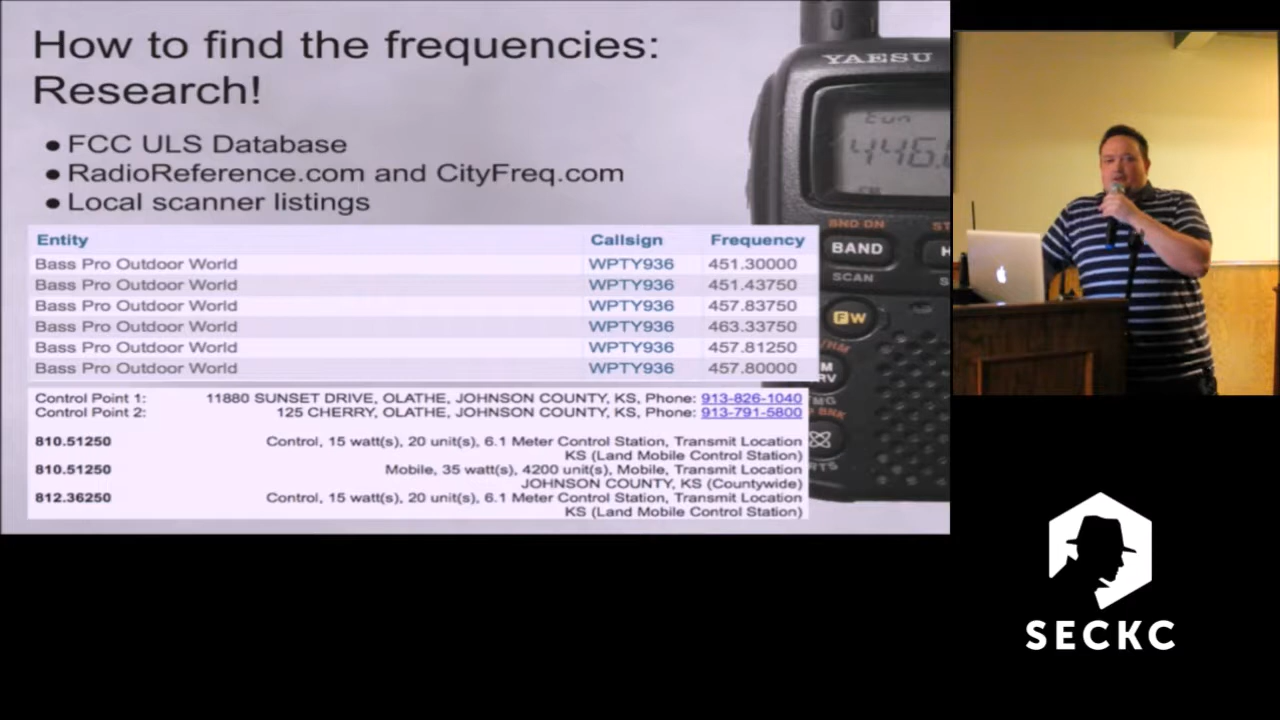 How to find the frequencies:
Research!
● FCC ULS Database
● RadioReference.com and CityFreq.com
● Local scanner listings
Entity Callsign Frequency
Bass Pro Outdoor World WPTY936 451.30000
Bass Pro Outdoor World WPTY936 451.43750
Bass Pro Outdoor World WPTY936 457.83750
Bass Pro Outdoor World WPTY936 463.33750
Bass Pro Outdoor World WPTY936 457.81250
Bass Pro Outdoor World WPTY936 457.80000
Control Point 1: 11880 SUNSET DRIVE, OLATHE, JOHNSON COUNTY, KS, Phone: 913-826-1040
Control Point 2: 125 CHERRY, OLATHE, JOHNSON COUNTY, KS, Phone: 913-791-5800
810.51250 Control, 15 watt(s), 20 unit(s), 6.1 Meter Control Station, Transmit Location
KS (Land Mobile Control Station)
810.51250 Mobile, 35 watt(s), 4200 unit(s), Mobile, Transmit Location
JOHNSON COUNTY, KS (Countywide)
812.36250 Control, 15 watt(s), 20 unit(s), 6.1 Meter Control Station, Transmit Location
KS (Land Mobile Control Station)
YAESU
446.
BND DN
BAND
SCAN
FW
SECKC